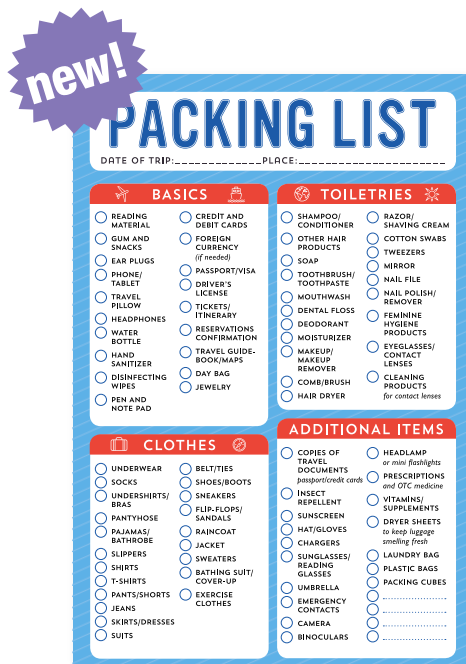 new!
PACKING LIST
DATE OF TRIP:_____________PLACE:______________________
BASICS
READING
MATERIAL
GUM AND
SNACKS
EAR PLUGS
PHONE/
TABLET
TRAVEL
PILLOW
HEADPHONES
WATER
BOTTLE
HAND
SANITIZER
DISINFECTING
WIPES
PEN AND
NOTE PAD
CREDIT AND
DEBIT CARDS
FOREIGN
CURRENCY
(if needed)
PASSPORT/VISA
DRIVER'S
LICENSE
TICKETS/
ITINERARY
RESERVATIONS
CONFIRMATION
TRAVEL GUIDE-
BOOK/MAPS
DAY BAG
JEWELRY
TOILETRIES
SHAMPOO/
CONDITIONER
OTHER HAIR
PRODUCTS
SOAP
TOOTHBRUSH/
TOOTHPASTE
MOUTHWASH
DENTAL FLOSS
DEODORANT
MOISTURIZER
MAKEUP/
MAKEUP
REMOVER
COMB/BRUSH
HAIR DRYER
RAZOR/
SHAVING CREAM
COTTON SWABS
TWEEZERS
MIRROR
NAIL FILE
NAIL POLISH/
REMOVER
FEMININE
HYGIENE
PRODUCTS
EYEGLASSES/
CONTACT
LENSES
CLEANING
PRODUCTS
for contact lenses
CLOTHES
UNDERWEAR
SOCKS
UNDERSHIRTS/
BRAS
PANTYHOSE
PAJAMAS/
BATHROBE
SLIPPERS
SHIRTS
T-SHIRTS
PANTS/SHORTS
JEANS
SKIRTS/DRESSES
SUITS
BELT/TIES
SHOES/BOOTS
SNEAKERS
FLIP-FLOPS/
SANDALS
RAINCOAT
JACKET
SWEATERS
BATHING SUIT/
COVER-UP
EXERCISE
CLOTHES
ADDITIONAL ITEMS
COPIES OF
TRAVEL
DOCUMENTS
passport/credit cards
INSECT
REPELLENT
SUNSCREEN
HAT/GLOVES
CHARGERS
SUNGLASSES/
READING
GLASSES
UMBRELLA
EMERGENCY
CONTACTS
CAMERA
BINOCULARS
HEADLAMP
or mini flashlights
PRESCRIPTIONS
and OTC medicine
VITAMINS/
SUPPLEMENTS
DRYER SHEETS
to keep luggage
smelling fresh
LAUNDRY BAG
PLASTIC BAGS
PACKING CUBES